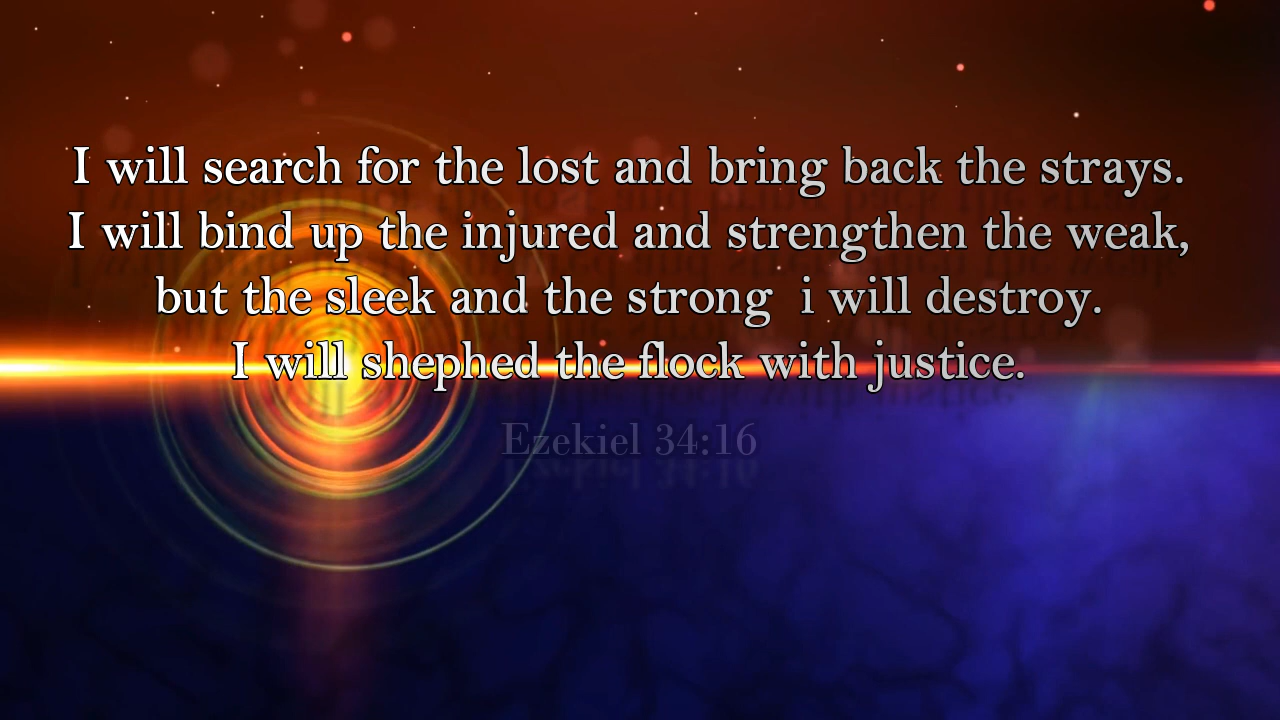 I will search for the lost and bring back the strays.
I will bind up the injured and strengthen the weak,
but the sleek and the strong  i will destroy.
I will shephed the flock with justice.
Ezekiel 34:16